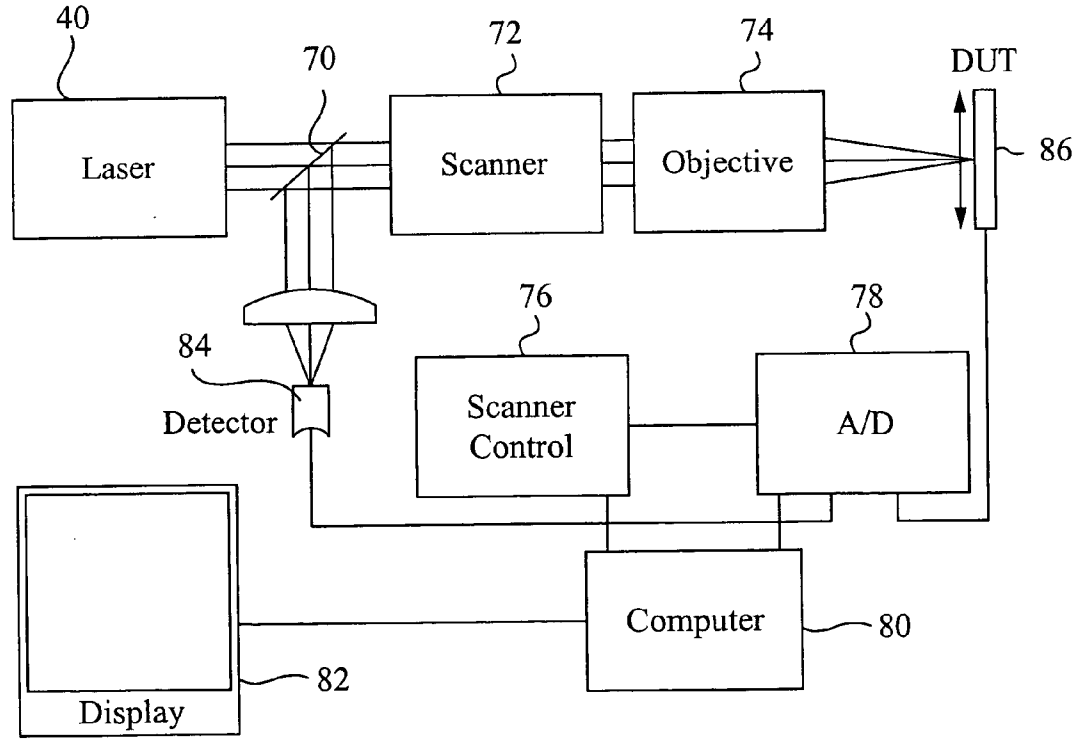 40
70
72
74
DUT
Laser
Scanner
Objective
86
76
78
84
Detector
Scanner
Control
A/D
Computer
80
82
Display